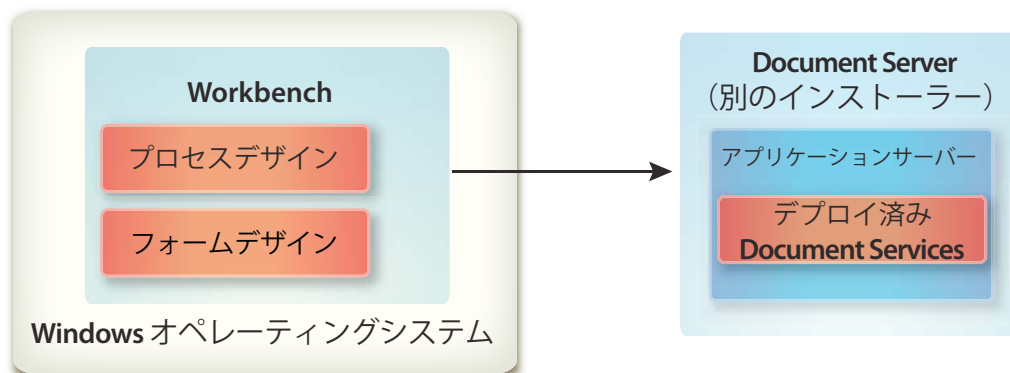 Workbench
プロセスデザイン
フォームデザイン
Windows オペレーティングシステム
Document Server
（別のインストーラー）
アプリケーションサーバー
デプロイ済み
Document Services